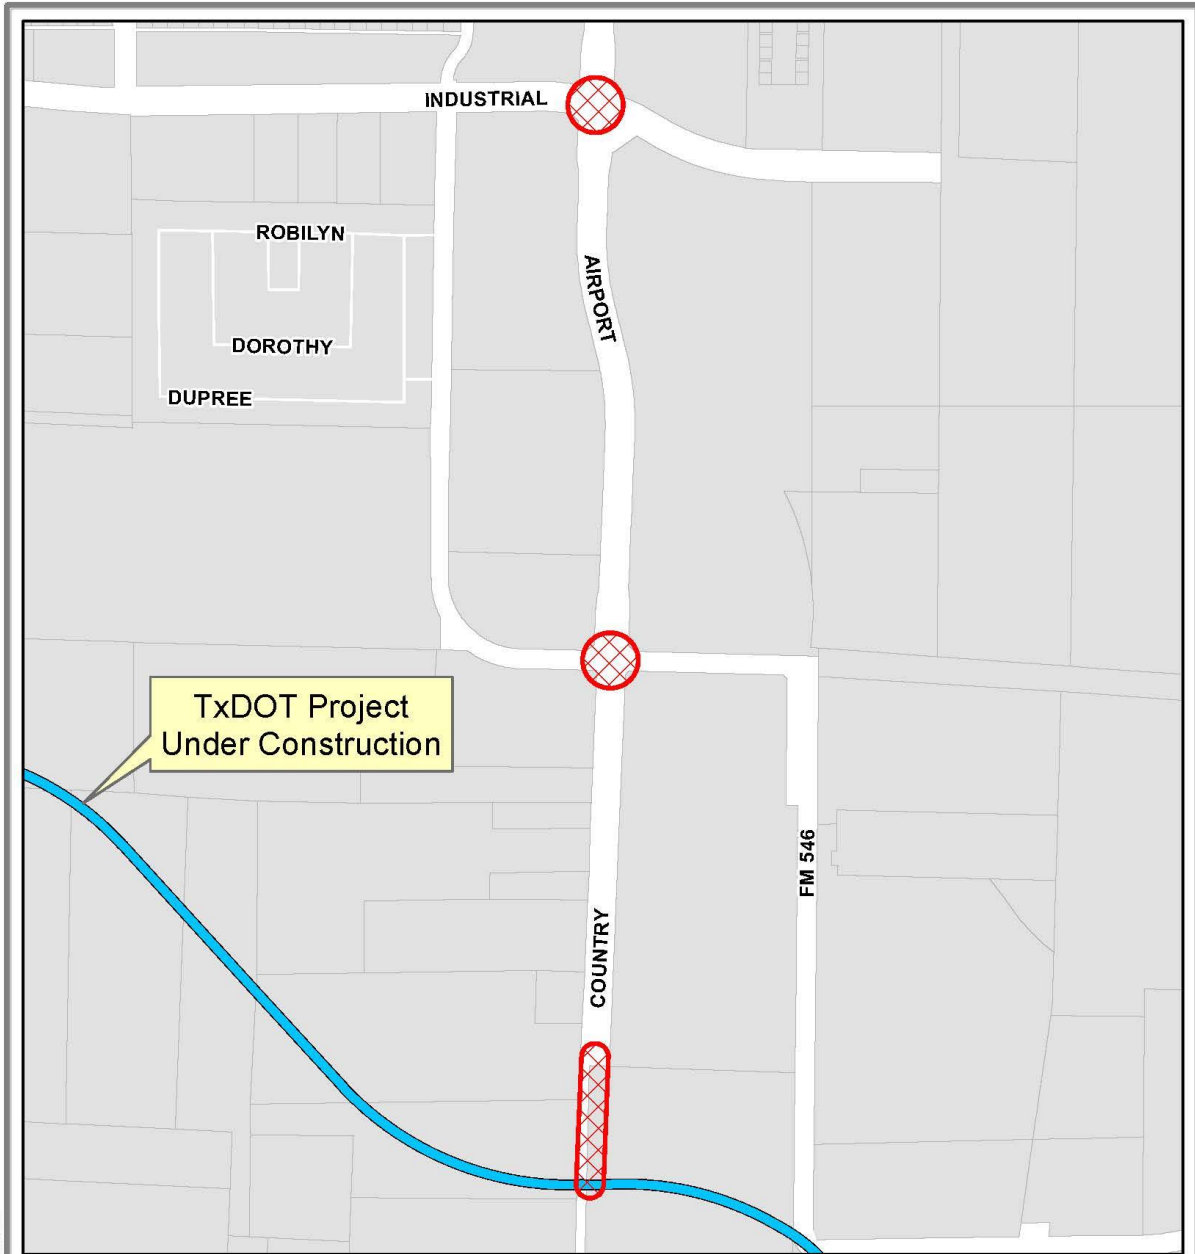 INDUSTRIAL
ROBILYN
AIRPORT
DOROTHY
DUPREE
TxDOT Project
Under Construction
FM 546
COUNTRY